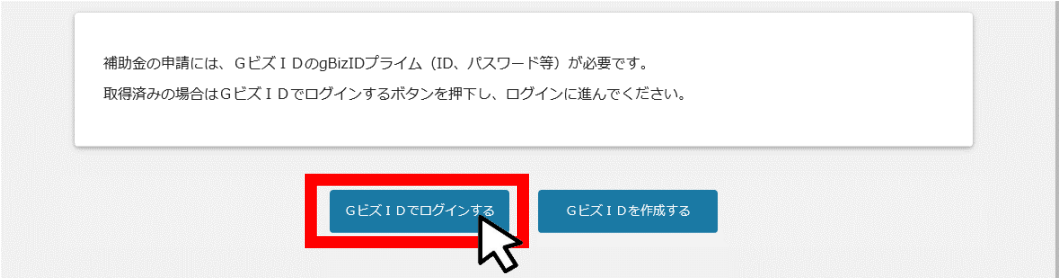 補助金の申請には、GビズIDのgBizIDプライム（ID、パスワード等）が必要です。
取得済みの場合はGビズIDでログインするボタンを押下し、ログインに進んでください。
GビズIDでログインする
GビズIDを作成する